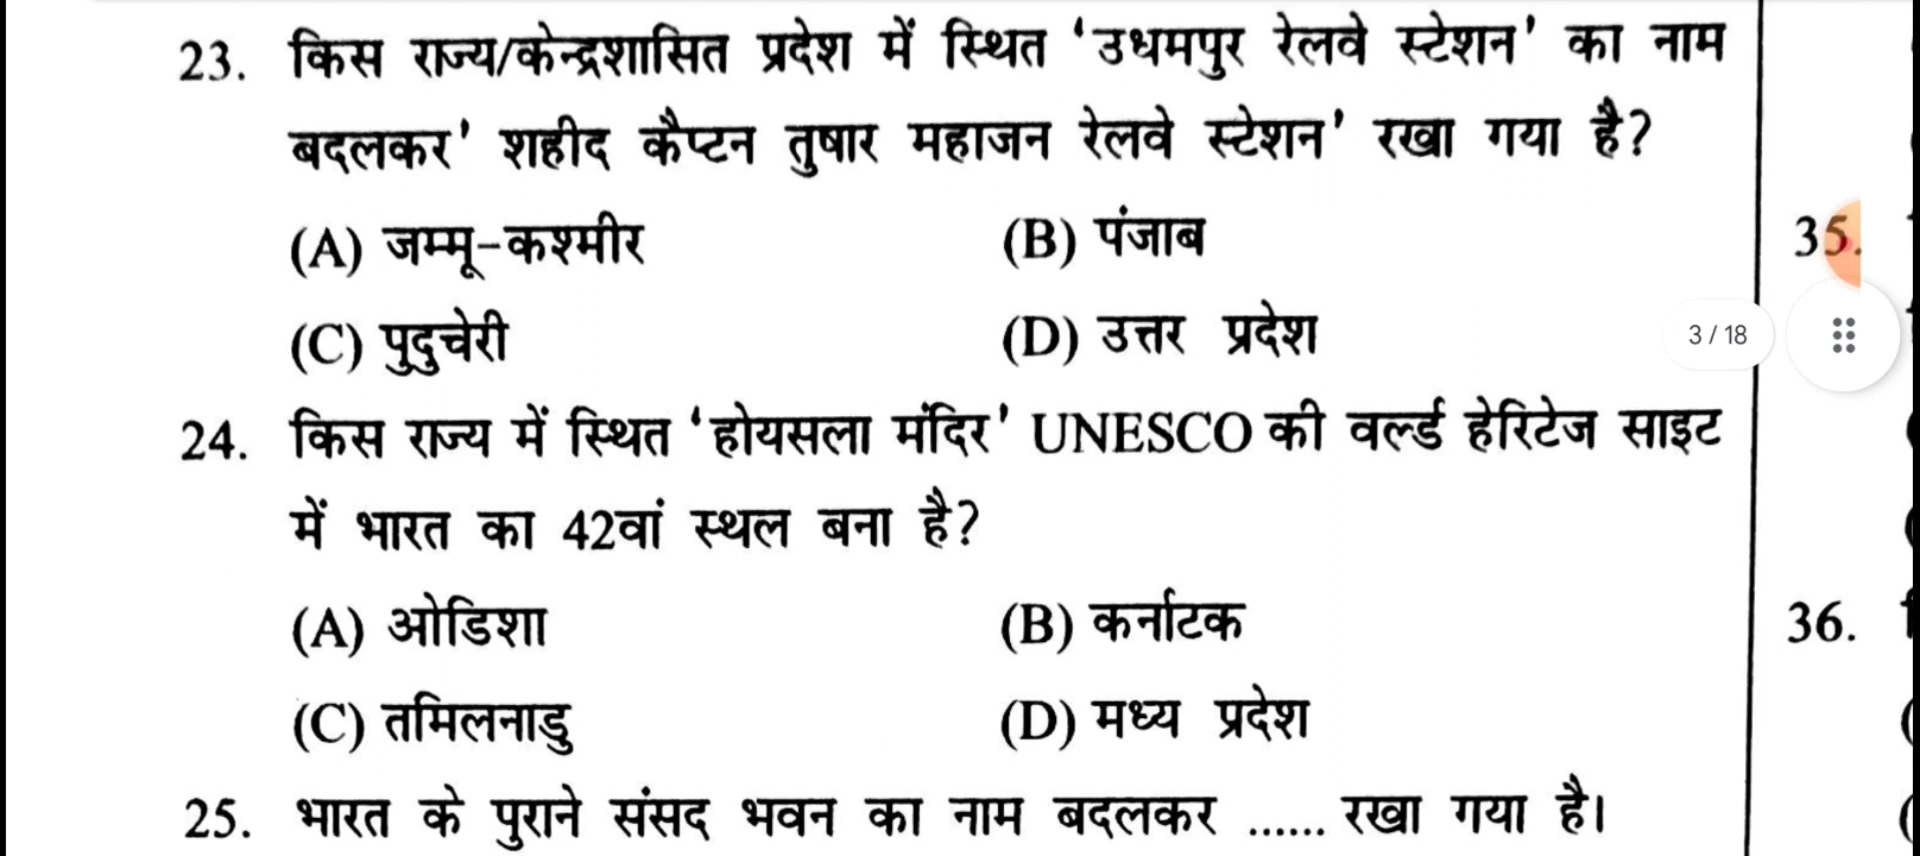 23. किस राज्य/केन्द्रशासित प्रदेश में स्थित ‘उधमपुर रेलवे स्टेशन’ का नाम
बदलकर’ शहीद कैप्टन तुषार महाजन रेलवे स्टेशन’ रखा गया है?
(A) जम्मू-कश्मीर (B) पंजाब
(C) पुदुचेरी (D) उत्तर प्रदेश
24. किस राज्य में स्थित ‘होयसला मंदिर’ UNESCO की वर्ल्ड हेरिटेज साइट
में भारत का 42वां स्थल बना है?
(A) ओडिशा (B) कर्नाटक
(C) तमिलनाडु (D) मध्य प्रदेश
25. भारत के पुराने संसद भवन का नाम बदलकर ...... रखा गया है।
35.
3 / 18
36.